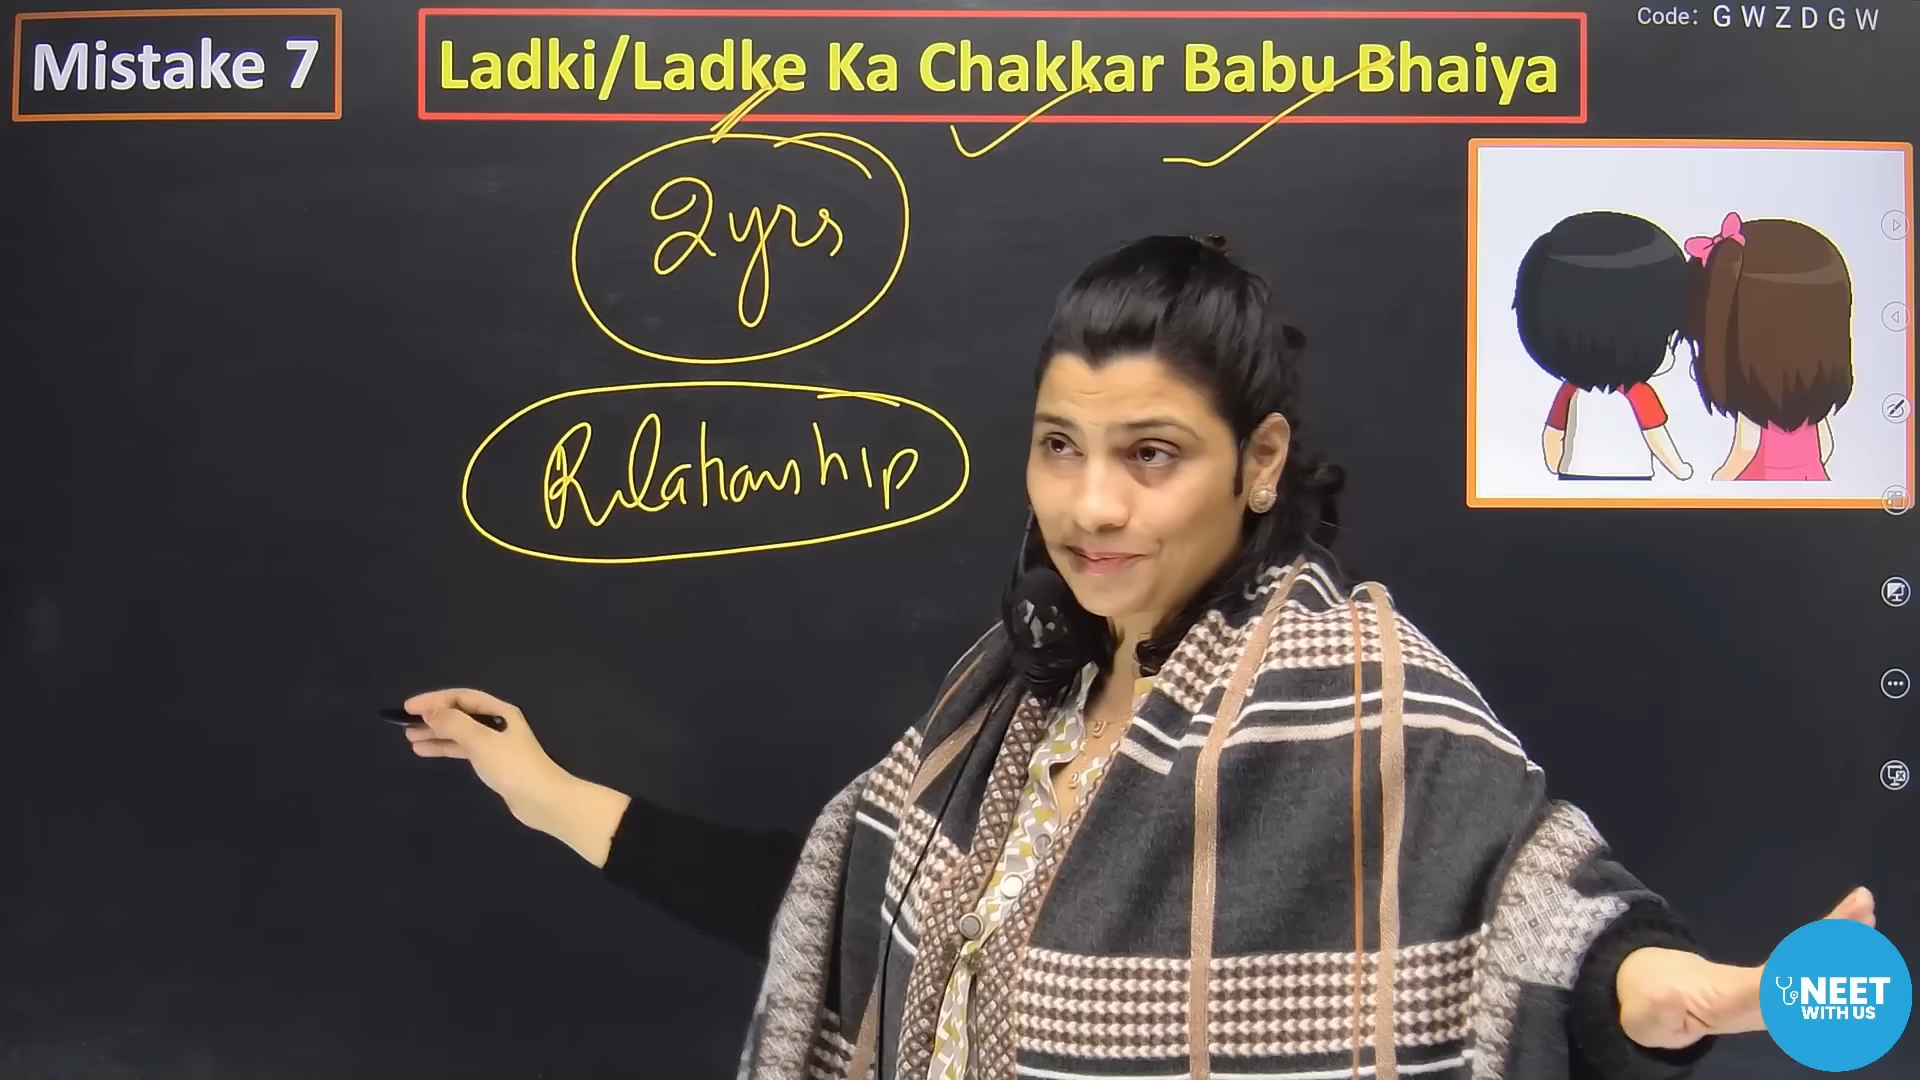 Mistake 7
Ladki/Ladke Ka Chakkar Babu Bhaiya
Code: GWZDGW
2yrs
Relationship
NEET
WITH US